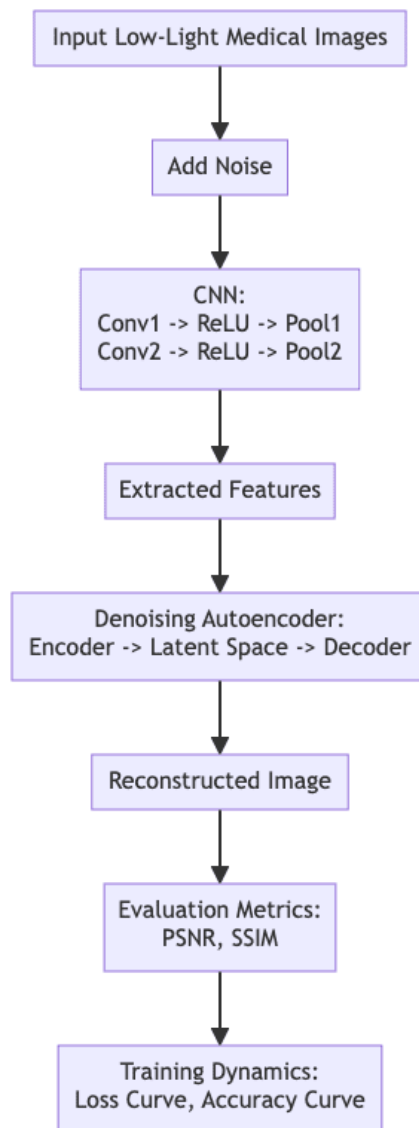 Input Low-Light Medical Images
Add Noise
CNN:
Conv1 -> ReLU -> Pool1
Conv2 -> ReLU -> Pool2
Extracted Features
Denoising Autoencoder:
Encoder -> Latent Space -> Decoder
Reconstructed Image
Evaluation Metrics:
PSNR, SSIM
Training Dynamics:
Loss Curve, Accuracy Curve